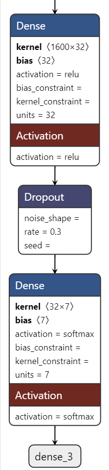 Dense
kernel ⟨1600×32⟩
bias ⟨32⟩
activation = relu
bias_constraint =
kernel_constraint =
units = 32
Activation
activation = relu
Dropout
noise_shape =
rate = 0.3
seed =
Dense
kernel ⟨32×7⟩
bias ⟨7⟩
activation = softmax
bias_constraint =
kernel_constraint =
units = 7
Activation
activation = softmax
dense_3